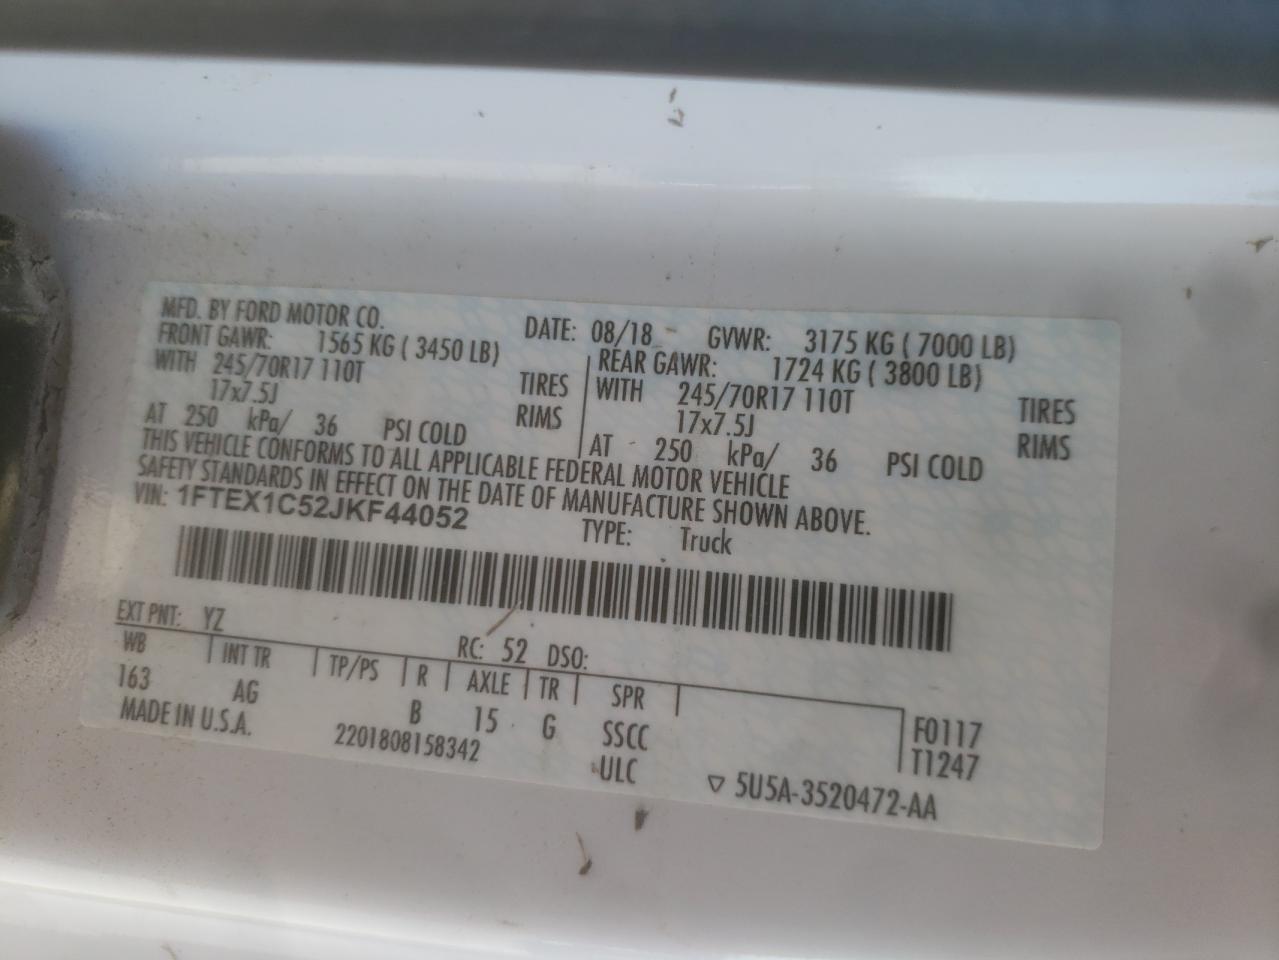 MFD. BY FORD MOTOR CO. DATE: 08/18 GVWR: 3175 KG ( 7000 LB)
FRONT GAWR: 1565 KG ( 3450 LB) REAR GAWR: 1724 KG ( 3800 LB)
WITH 245/70R17 110T TIRES WITH 245/70R17 110T TIRES
17x7.5J RIMS 17x7.5J RIMS
AT 250 kPa/ 36 PSI COLD AT 250 kPa/ 36 PSI COLD
THIS VEHICLE CONFORMS TO ALL APPLICABLE FEDERAL MOTOR VEHICLE
SAFETY STANDARDS IN EFFECT ON THE DATE OF MANUFACTURE SHOWN ABOVE.
VIN: 1FTEX1C52JKF44052 TYPE: Truck
EXT PNT: YZ RC: 52 DSO:
WB INT TR TP/PS R AXLE TR SPR
163 AG B 15 G SSCC F0117
MADE IN U.S.A. 2201808158342 ULC T1247
▽ 5U5A-3520472-AA